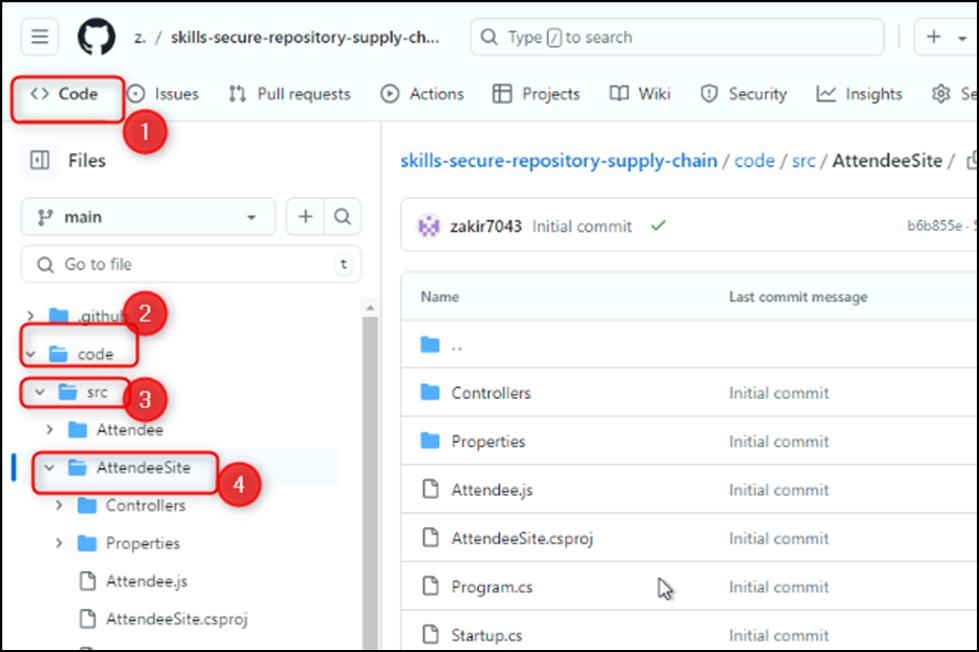 z. / skills-secure-repository-supply-ch...
Type / to search
Code
Issues
Pull requests
Actions
Projects
Wiki
Security
Insights
1
Files
skills-secure-repository-supply-chain / code / src / AttendeeSite /
main
zakir7043 Initial commit
b6b855e ·
Go to file
t
Name
Last commit message
.github
2
..
code
src
3
Controllers
Initial commit
Attendee
Properties
Initial commit
AttendeeSite
4
Attendee.js
Initial commit
Controllers
AttendeeSite.csproj
Initial commit
Properties
Program.cs
Initial commit
Attendee.js
Startup.cs
Initial commit
AttendeeSite.csproj